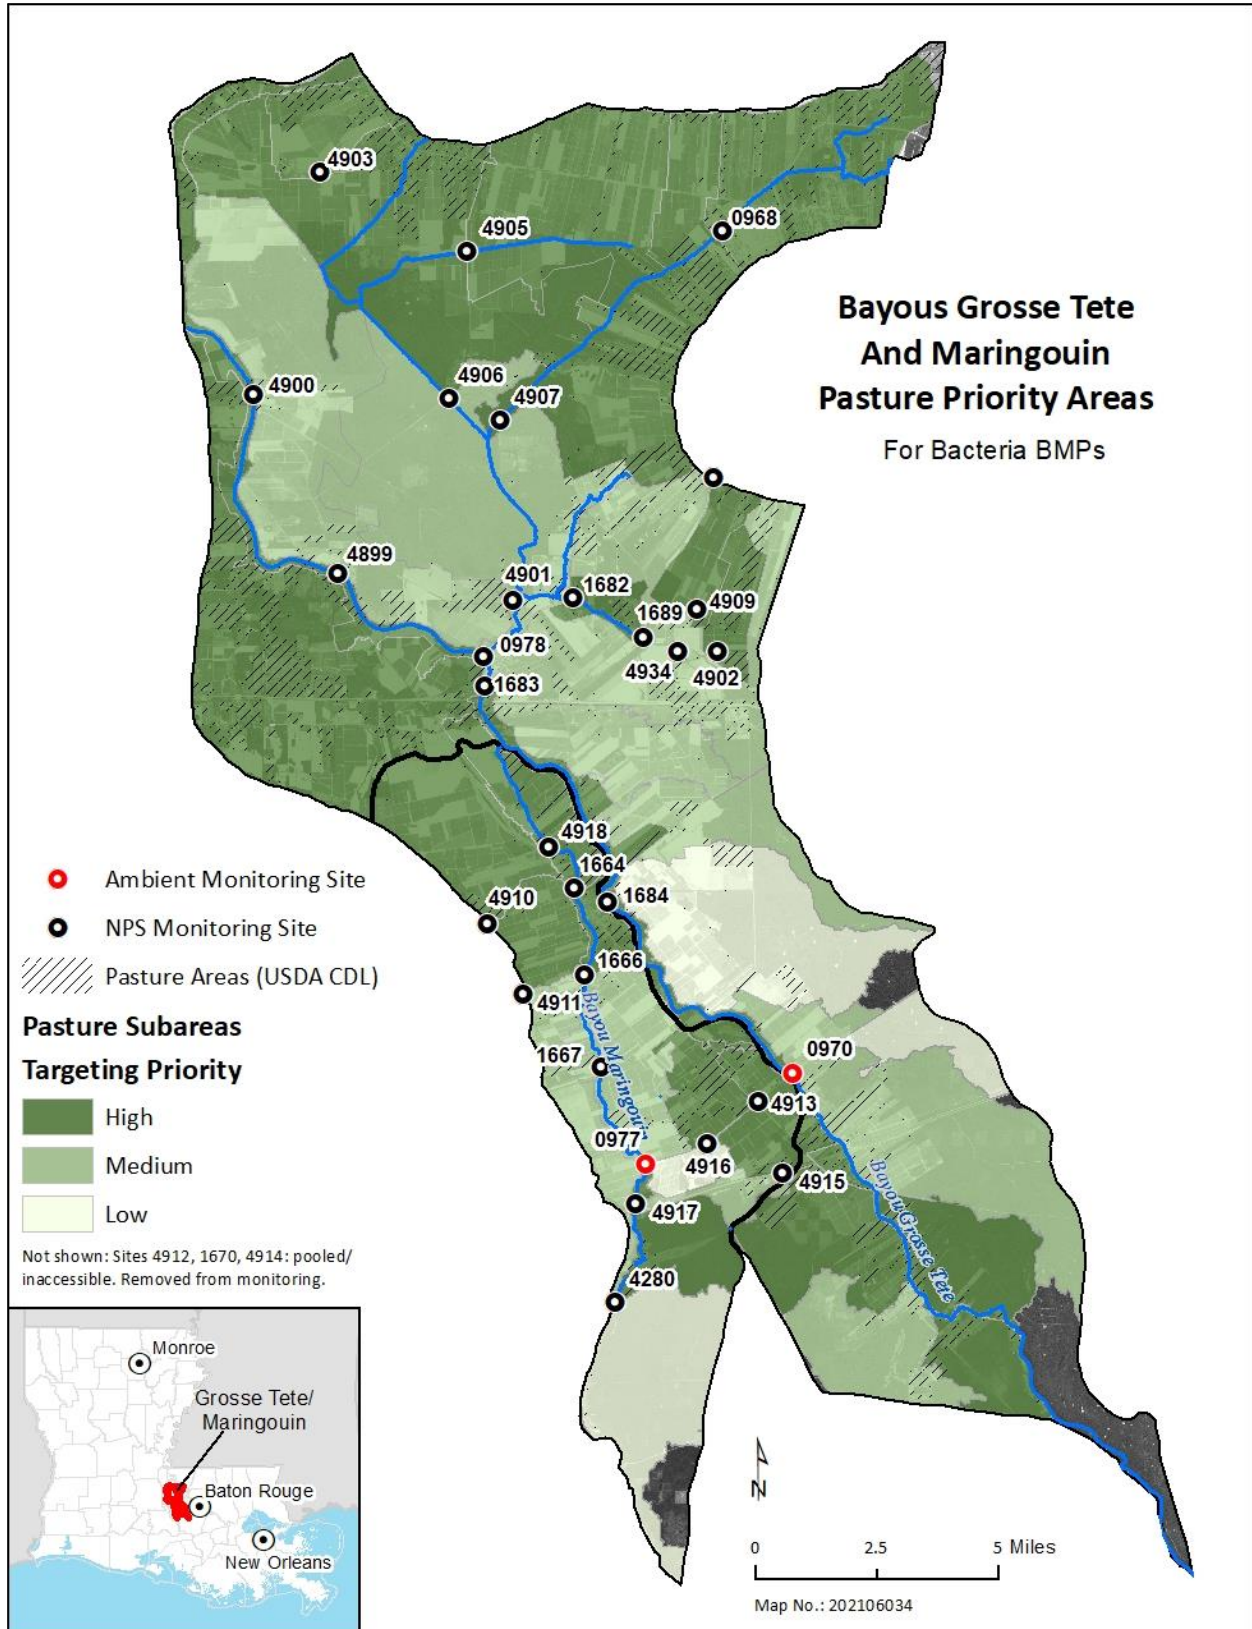 4903
4905
0968
Bayous Grosse Tete
And Maringouin
Pasture Priority Areas
For Bacteria BMPs
4900
4906
4907
4899
4901
1682
1689
4909
4934
4902
0978
1683
4918
1664
4910
1684
1666
4911
Bayou Maringouin
1667
0970
4913
0977
4916
4915
4917
Bayou Grosse Tete
4280
Ambient Monitoring Site
NPS Monitoring Site
Pasture Areas (USDA CDL)
Pasture Subareas
Targeting Priority
High
Medium
Low
Not shown: Sites 4912, 1670, 4914: pooled/
inaccessible. Removed from monitoring.
Monroe
Grosse Tete/
Maringouin
Baton Rouge
New Orleans
N
0 2.5 5 Miles
Map No.: 202106034